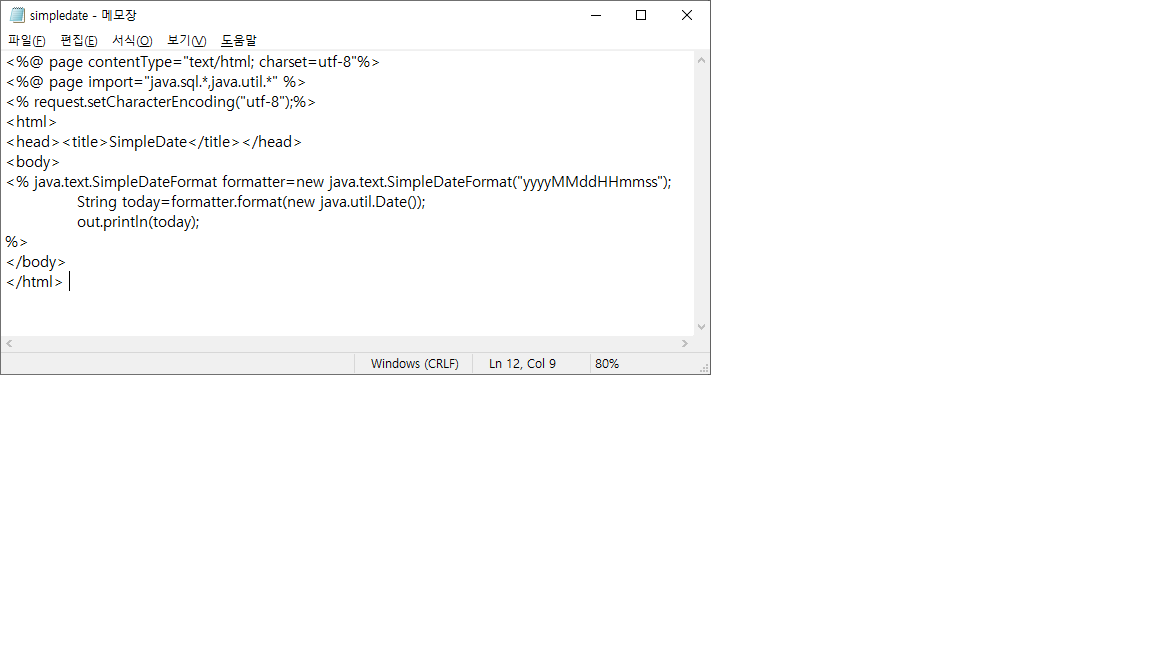 simpledate - 메모장
파일(F) 편집(E) 서식(O) 보기(V) 도움말
<%@ page contentType="text/html; charset=utf-8"%>
<%@ page import="java.sql.*,java.util.*" %>
<% request.setCharacterEncoding("utf-8");%>
<html>
<head><title>SimpleDate</title></head>
<body>
<% java.text.SimpleDateFormat formatter=new java.text.SimpleDateFormat("yyyyMMddHHmmss");
String today=formatter.format(new java.util.Date());
out.println(today);
%>
</body>
</html>
Windows (CRLF) Ln 12, Col 9 80%